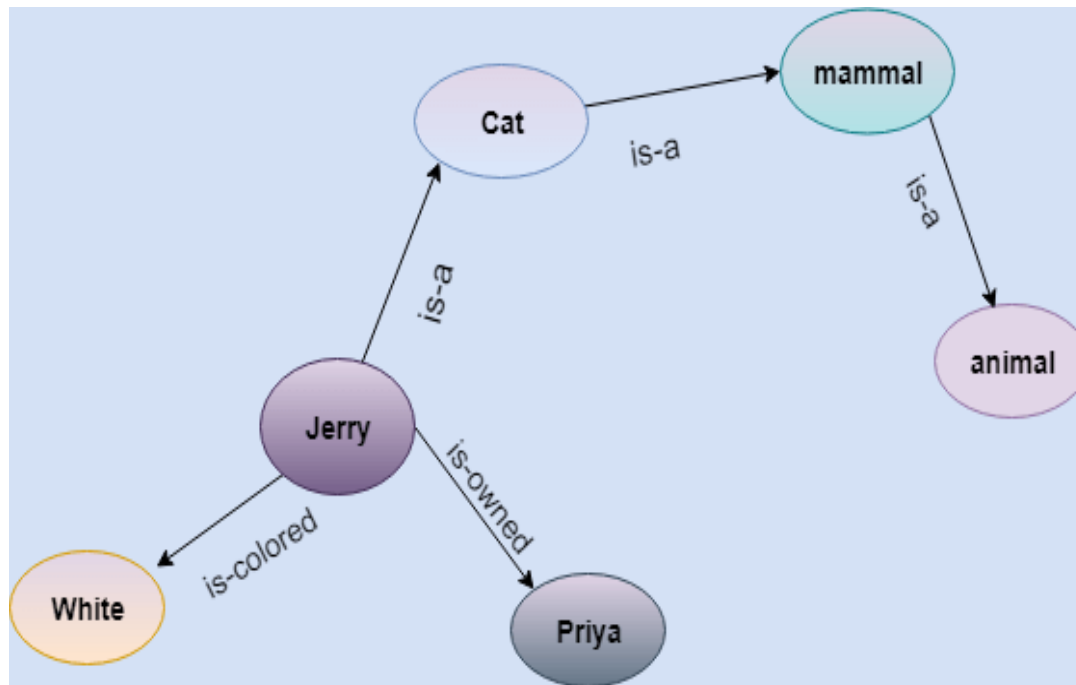 mammal
Cat
is-a
is-a
is-a
animal
Jerry
is-owned
is-colored
White
Priya